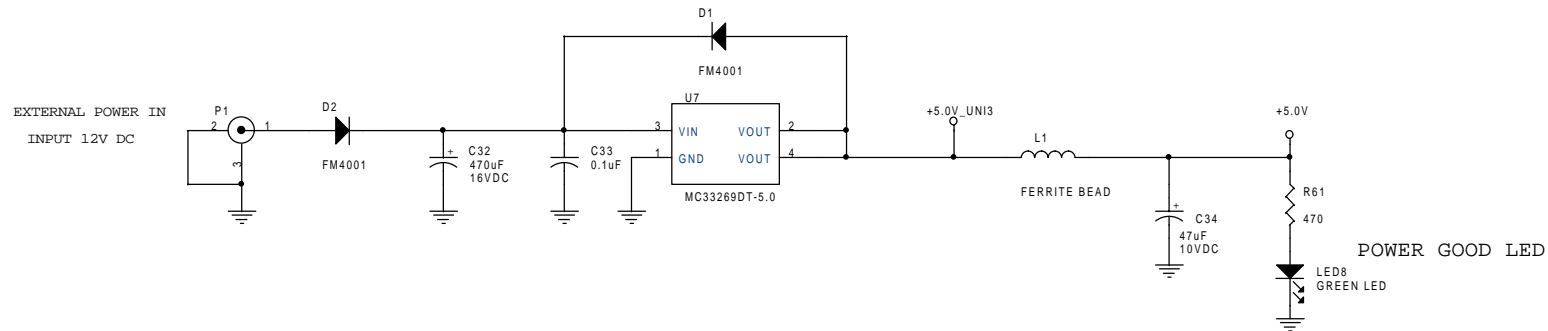 D1
FM4001
EXTERNAL POWER IN
INPUT 12V DC
P1
2
1
3
D2
FM4001
C32
470uF
16VDC
C33
0.1uF
U7
3
VIN
VOUT
2
1
GND
VOUT
4
MC33269DT-5.0
+5.0V_UNI3
L1
FERRITE BEAD
+5.0V
C34
47uF
10VDC
R61
470
POWER GOOD LED
LED8
GREEN LED